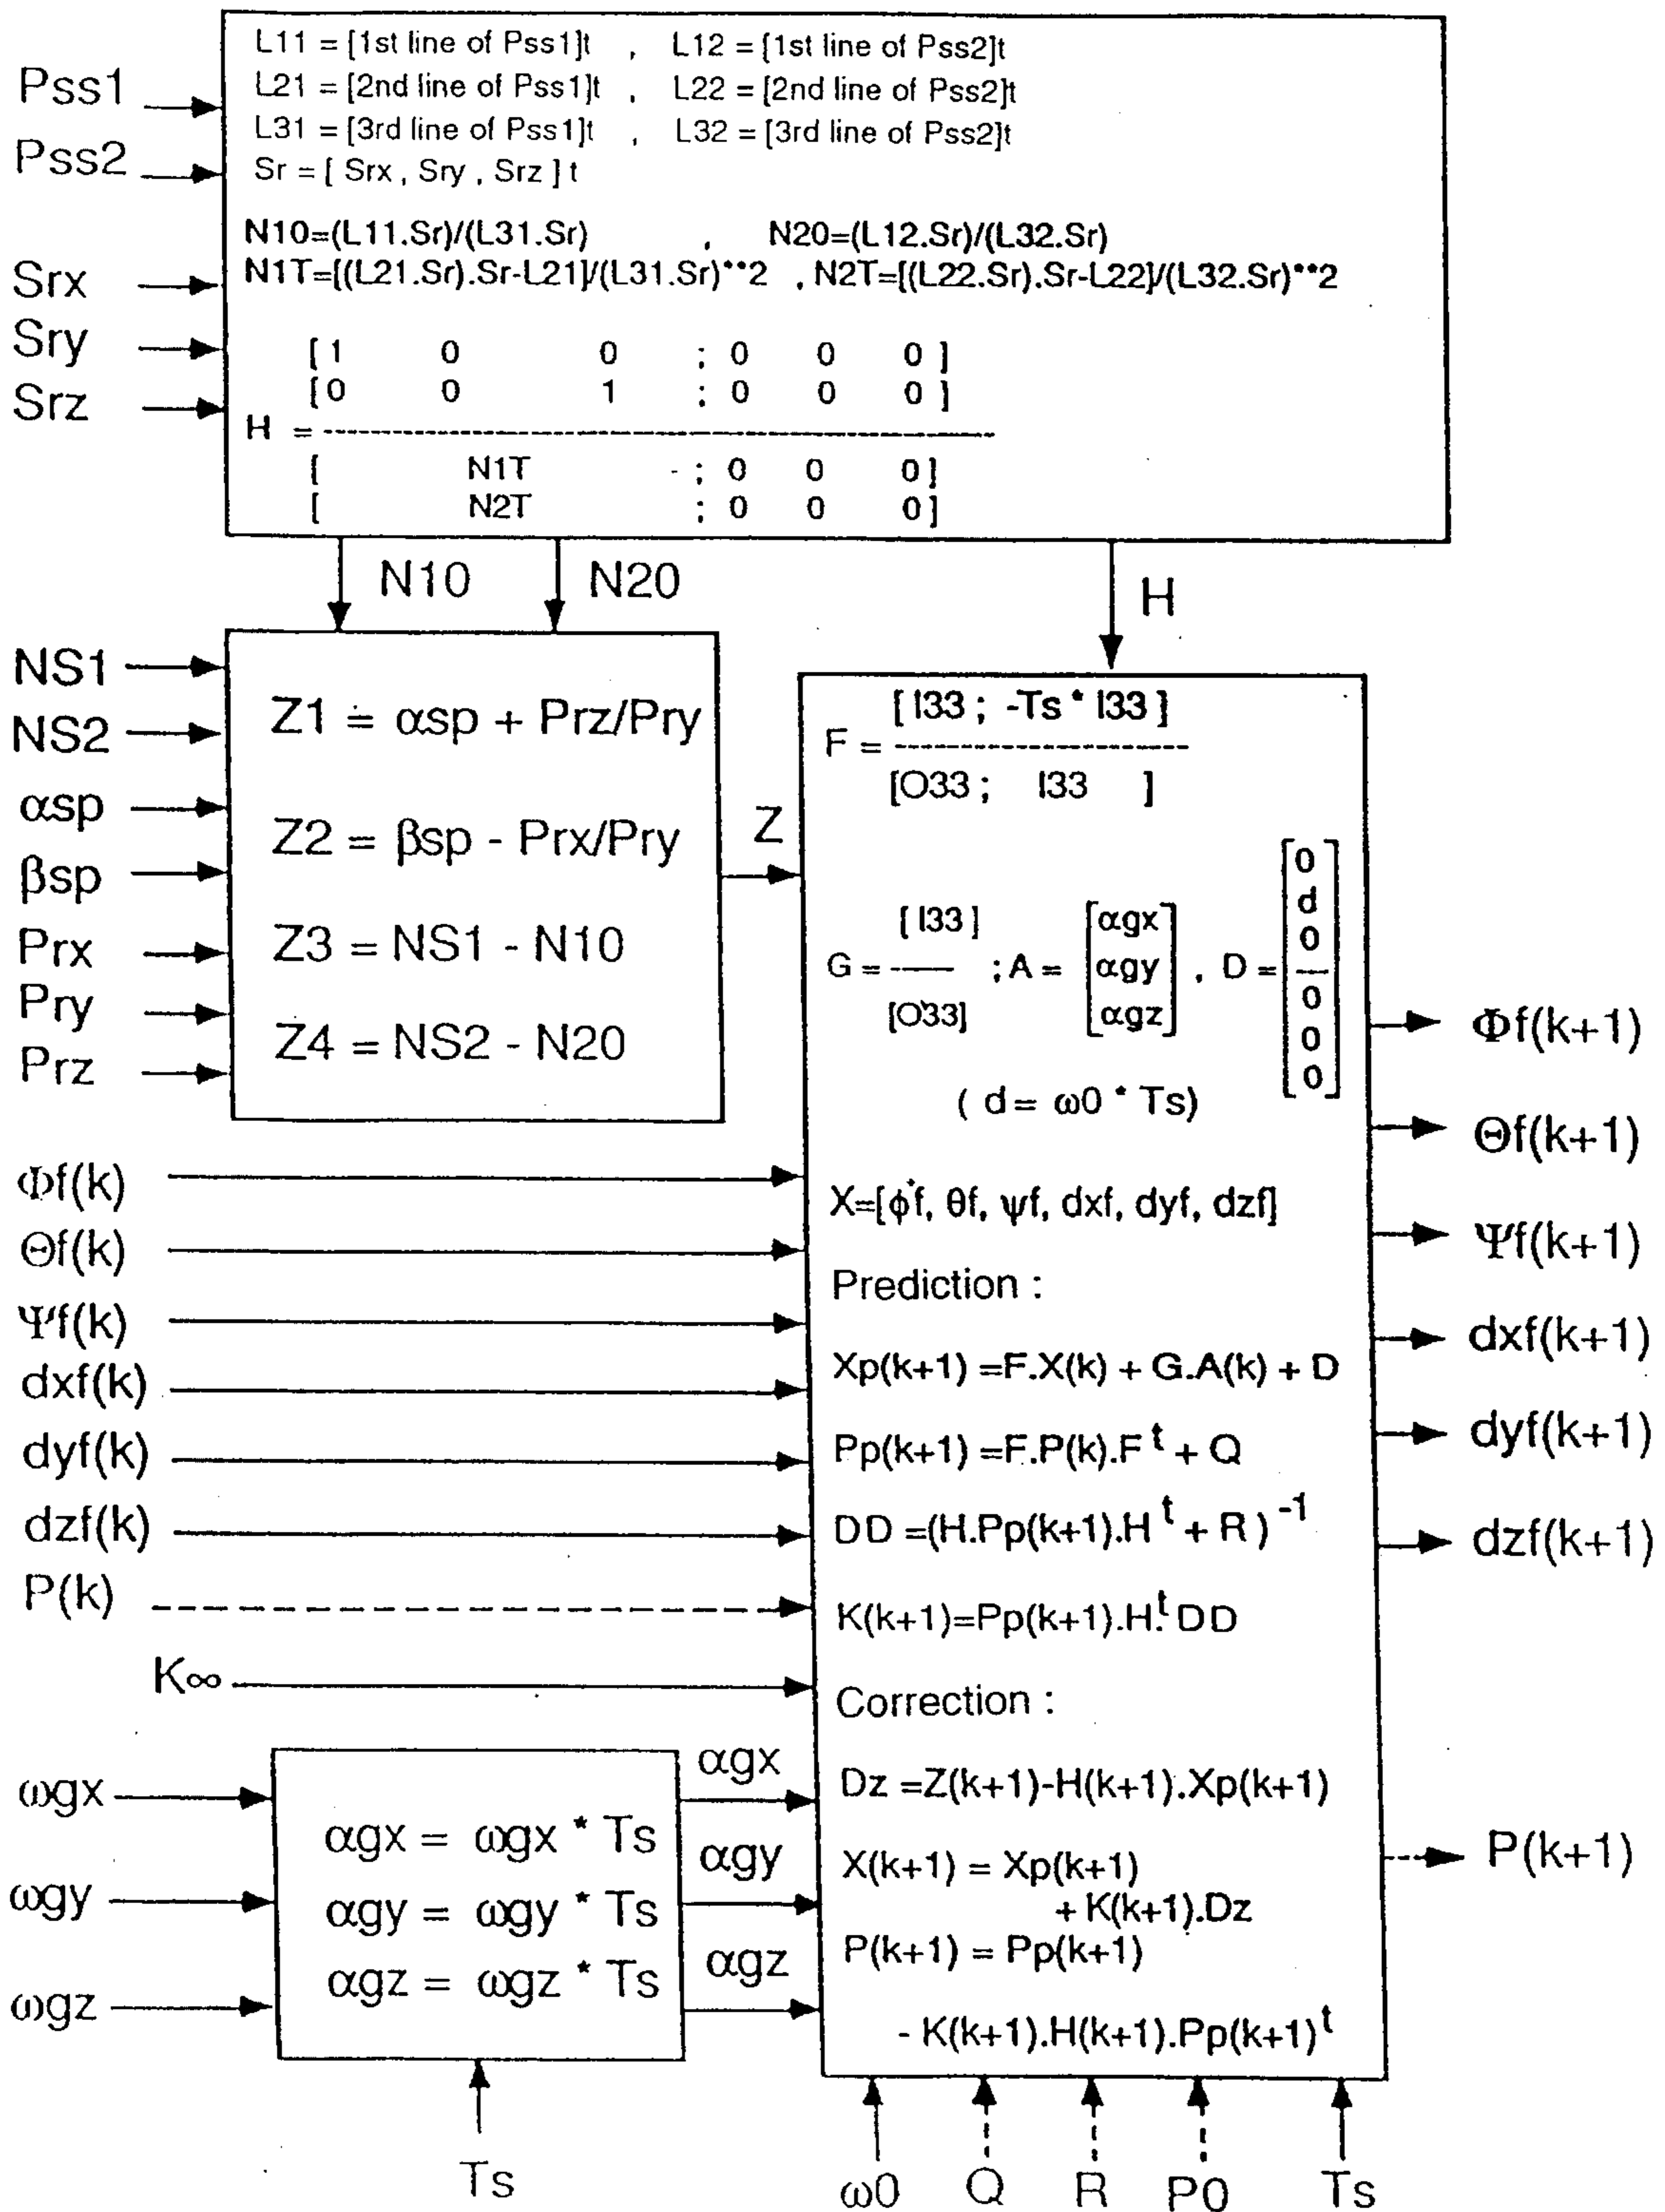 L11 = [1st line of Pss1]t , L12 = [1st line of Pss2]t
L21 = [2nd line of Pss1]t , L22 = [2nd line of Pss2]t
L31 = [3rd line of Pss1]t , L32 = [3rd line of Pss2]t
Sr = [ Srx , Sry , Srz ] t
N10=(L11.Sr)/(L31.Sr) , N20=(L12.Sr)/(L32.Sr)
N1T=[(L21.Sr).Sr-L21]/(L31.Sr)**2 , N2T=[(L22.Sr).Sr-L22]/(L32.Sr)**2
[1 0 0 ; 0 0 0 ]
[0 0 1 : 0 0 0 ]
H = ------------------------------
[ N1T - ; 0 0 0]
[ N2T ; 0 0 0]
Pss1
Pss2
Srx
Sry
Srz
N10
N20
H
NS1
NS2
αsp
βsp
Prx
Pry
Prz
Z1 = αsp + Prz/Pry
Z2 = βsp - Prx/Pry
Z3 = NS1 - N10
Z4 = NS2 - N20
Z
[ I33 ; -Ts * I33 ]
F = --------------------
[O33 ; I33 ]
[ I33 ]
G = —— ; A = [αgx αgy αgz] , D = [0 d 0 0 0 0]
[O33]
( d = ω0 * Ts)
X=[ϕf, θf, ψf, dxf, dyf, dzf]
Prediction :
Xp(k+1) =F.X(k) + G.A(k) + D
Pp(k+1) =F.P(k).F t + Q
DD =(H.Pp(k+1).H t + R ) -1
K(k+1)=Pp(k+1).H.t DD
Correction :
Dz =Z(k+1)-H(k+1).Xp(k+1)
X(k+1) = Xp(k+1)
+ K(k+1).Dz
P(k+1) = Pp(k+1)
- K(k+1).H(k+1).Pp(k+1)t
Φf(k)
Θf(k)
Ψf(k)
dxf(k)
dyf(k)
dzf(k)
P(k)
K∞
ωgx
ωgy
ωgz
αgx = ωgx * Ts
αgy = ωgy * Ts
αgz = ωgz * Ts
αgx
αgy
αgz
Φf(k+1)
Θf(k+1)
Ψf(k+1)
dxf(k+1)
dyf(k+1)
dzf(k+1)
P(k+1)
Ts
ω0
Q
R
P0
Ts